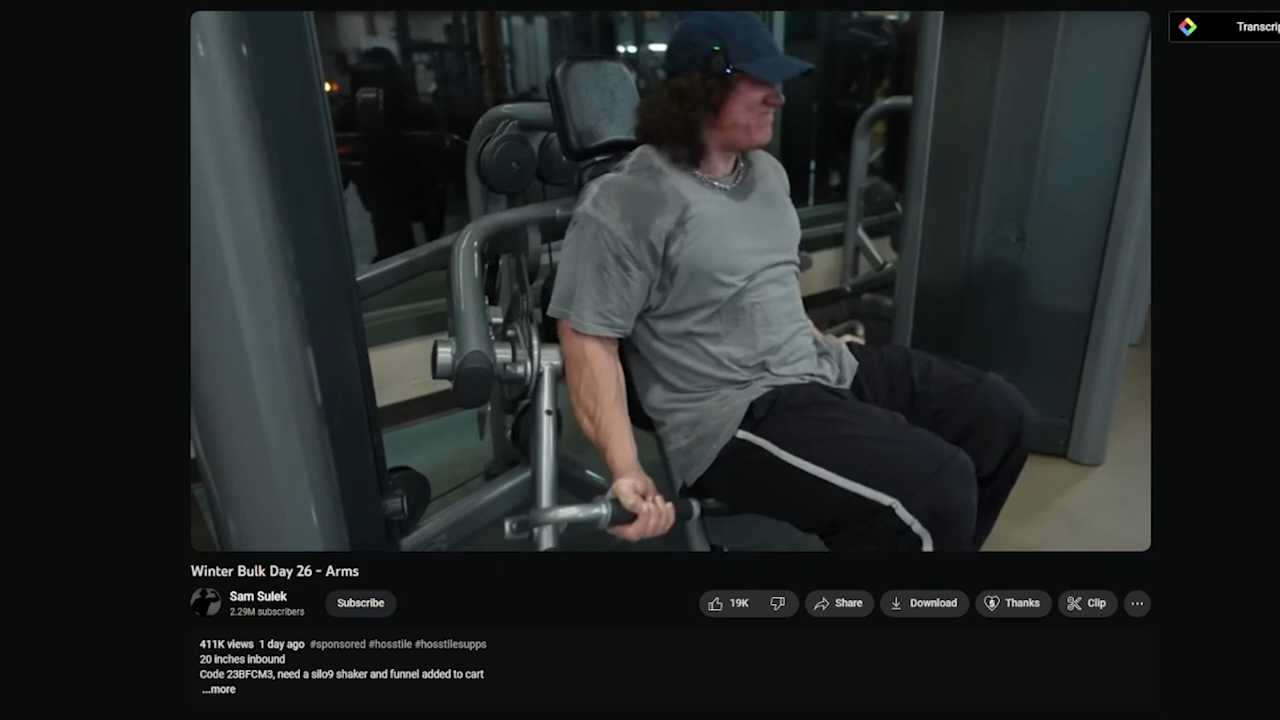 Transcrip
Winter Bulk Day 26 - Arms
Sam Sulek
2.29M subscribers
Subscribe
19K
Share
Download
Thanks
Clip
411K views 1 day ago #sponsored #hosstile #hosstilesupps
20 inches inbound
Code 23BFCM3, need a silo9 shaker and funnel added to cart
...more